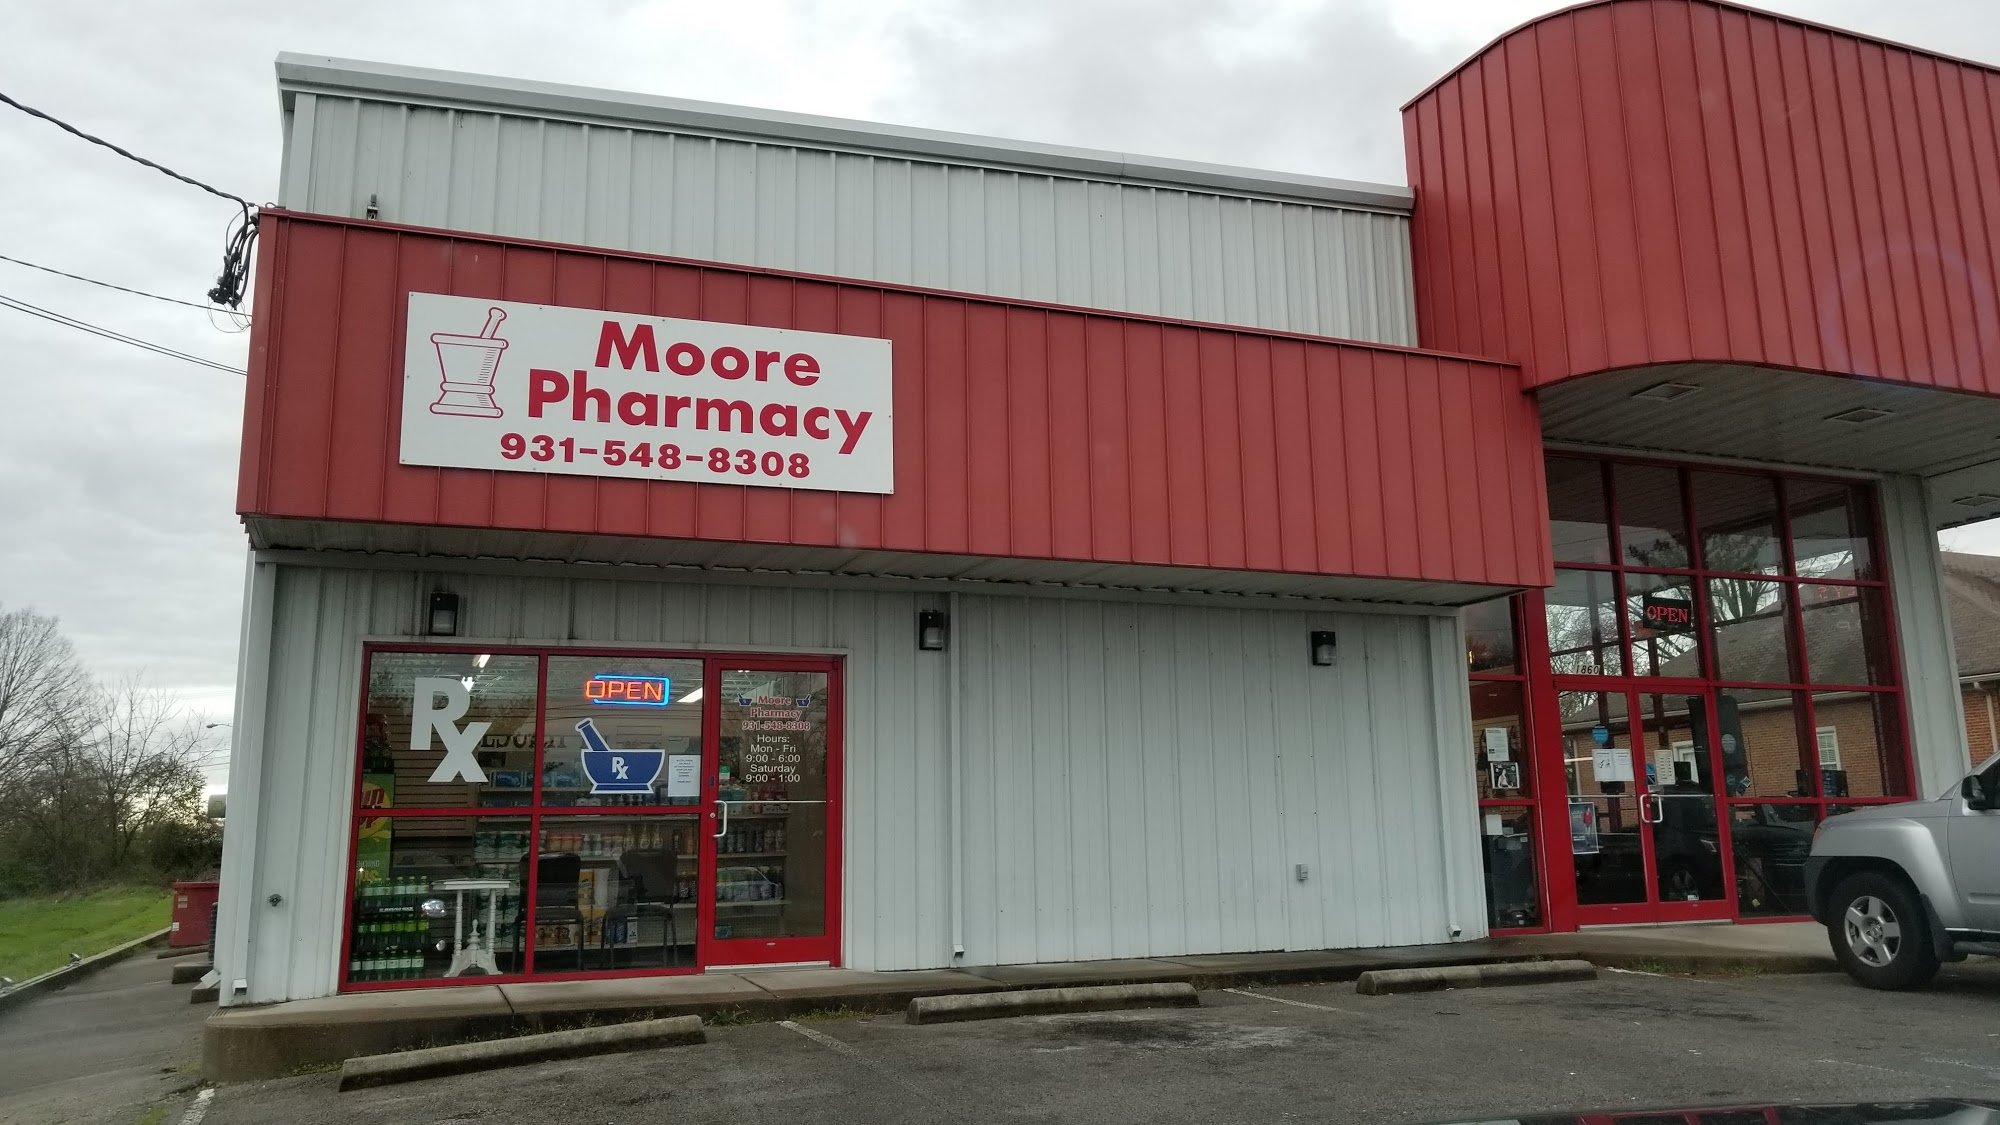 Moore
Pharmacy
931-548-8308
Rx
OPEN
Rx
Moore
Pharmacy
931-548-8308
Hours:
Mon - Fri
9:00 - 6:00
Saturday
9:00 - 1:00
OPEN
1860